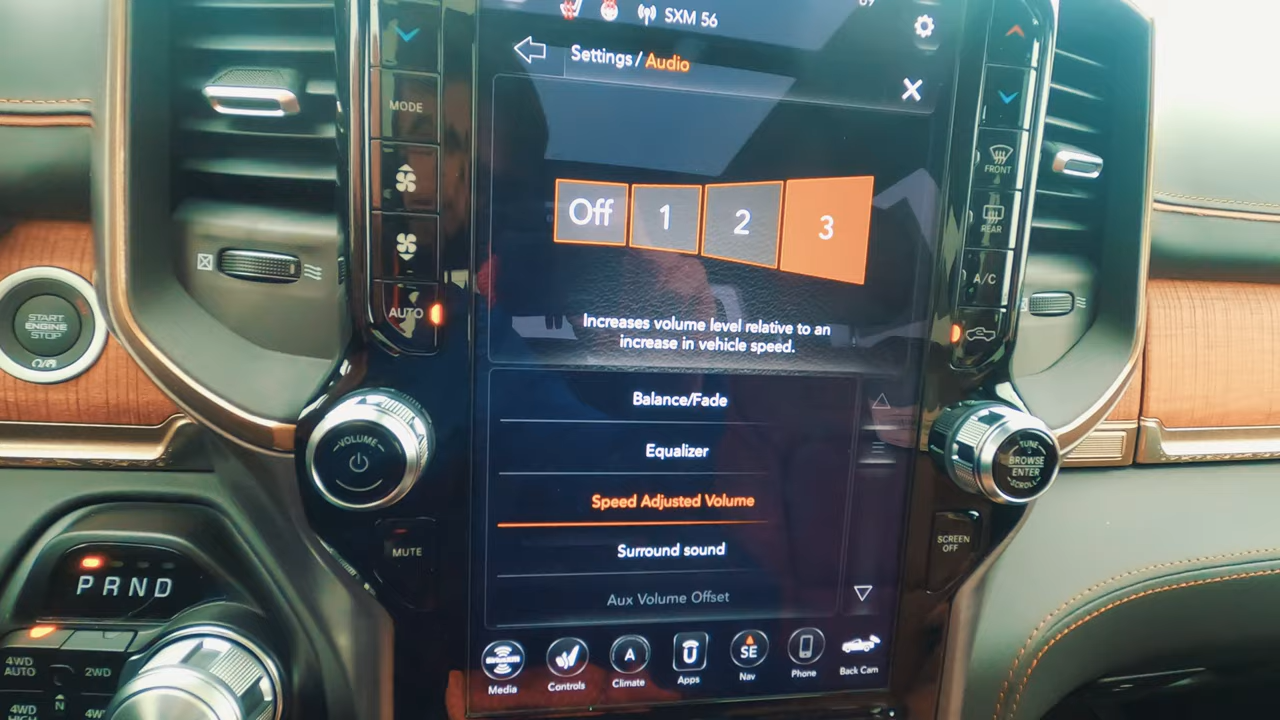 SXM 56
Settings / Audio
Off
1
2
3
Increases volume level relative to an
increase in vehicle speed.
Balance/Fade
Equalizer
Speed Adjusted Volume
Surround sound
Aux Volume Offset
Media
Controls
A
Climate
Apps
SE
Nav
Phone
Back Cam
MODE
AUTO
VOLUME
MUTE
FRONT
REAR
A/C
TUNE
BROWSE
ENTER
SCROLL
SCREEN
OFF
START
ENGINE
STOP
P R N D
4WD
AUTO
2WD
N
4WD